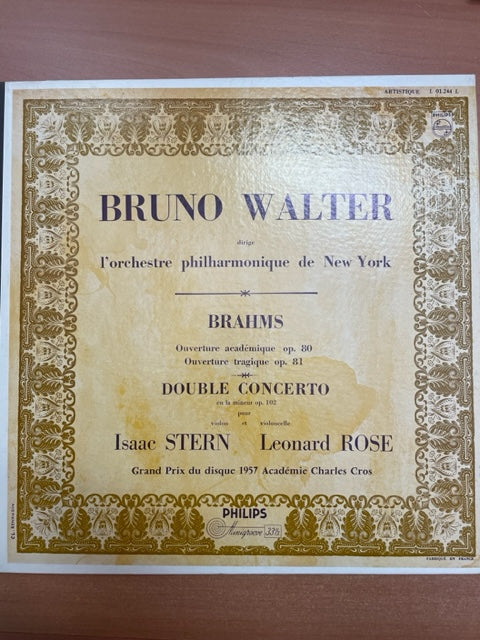 ARTISTIQUE L 01.244 L
PHILIPS
BRUNO WALTER
dirige
l'orchestre philharmonique de New York
BRAHMS
Ouverture académique op. 80
Ouverture tragique op. 81
DOUBLE CONCERTO
en la mineur op. 102
pour
violon et violoncelle
Isaac STERN Leonard ROSE
Grand Prix du disque 1957 Académie Charles Cros
PHILIPS
Minigroove 33⅓
FABRIQUÉ EN FRANCE